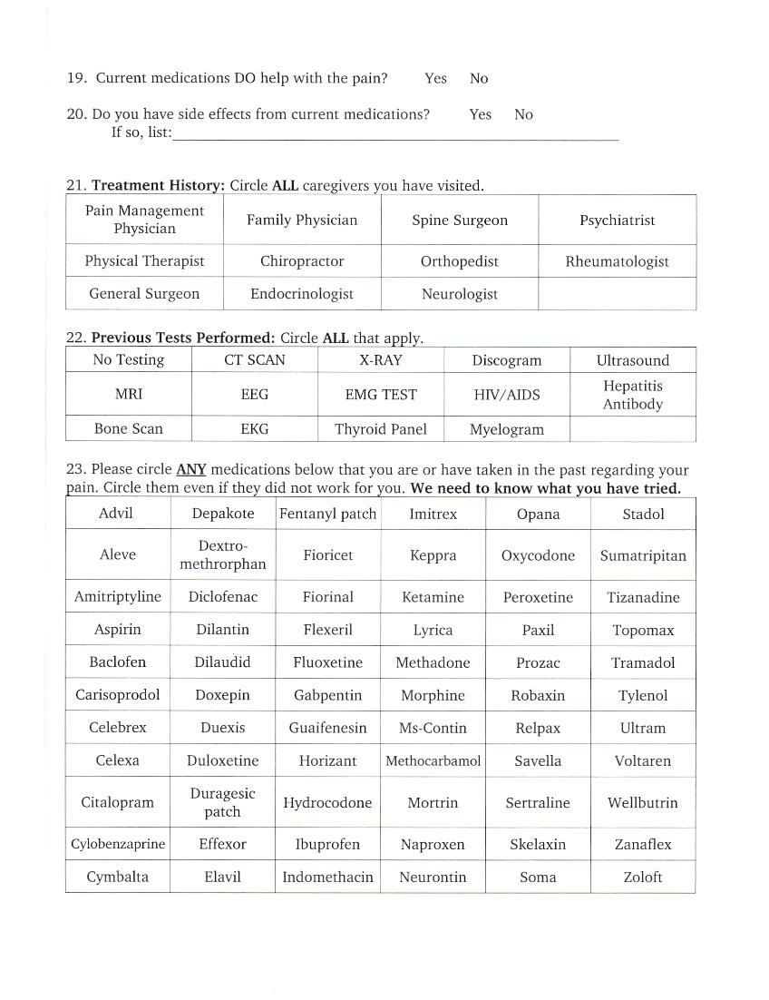 19. Current medications DO help with the pain? Yes No
20. Do you have side effects from current medications? Yes No
If so, list:
21. Treatment History: Circle ALL caregivers you have visited.
Pain Management Physician Family Physician Spine Surgeon Psychiatrist
Physical Therapist Chiropractor Orthopedist Rheumatologist
General Surgeon Endocrinologist Neurologist
22. Previous Tests Performed: Circle ALL that apply.
No Testing CT SCAN X-RAY Discogram Ultrasound
MRI EEG EMG TEST HIV/AIDS Hepatitis Antibody
Bone Scan EKG Thyroid Panel Myelogram
23. Please circle ANY medications below that you are or have taken in the past regarding your
pain. Circle them even if they did not work for you. We need to know what you have tried.
Advil Depakote Fentanyl patch Imitrex Opana Stadol
Aleve Dextro-methrorphan Fioricet Keppra Oxycodone Sumatripitan
Amitriptyline Diclofenac Fiorinal Ketamine Peroxetine Tizanadine
Aspirin Dilantin Flexeril Lyrica Paxil Topomax
Baclofen Dilaudid Fluoxetine Methadone Prozac Tramadol
Carisoprodol Doxepin Gabpentin Morphine Robaxin Tylenol
Celebrex Duexis Guaifenesin Ms-Contin Relpax Ultram
Celexa Duloxetine Horizant Methocarbamol Savella Voltaren
Citalopram Duragesic patch Hydrocodone Mortrin Sertraline Wellbutrin
Cylobenzaprine Effexor Ibuprofen Naproxen Skelaxin Zanaflex
Cymbalta Elavil Indomethacin Neurontin Soma Zoloft